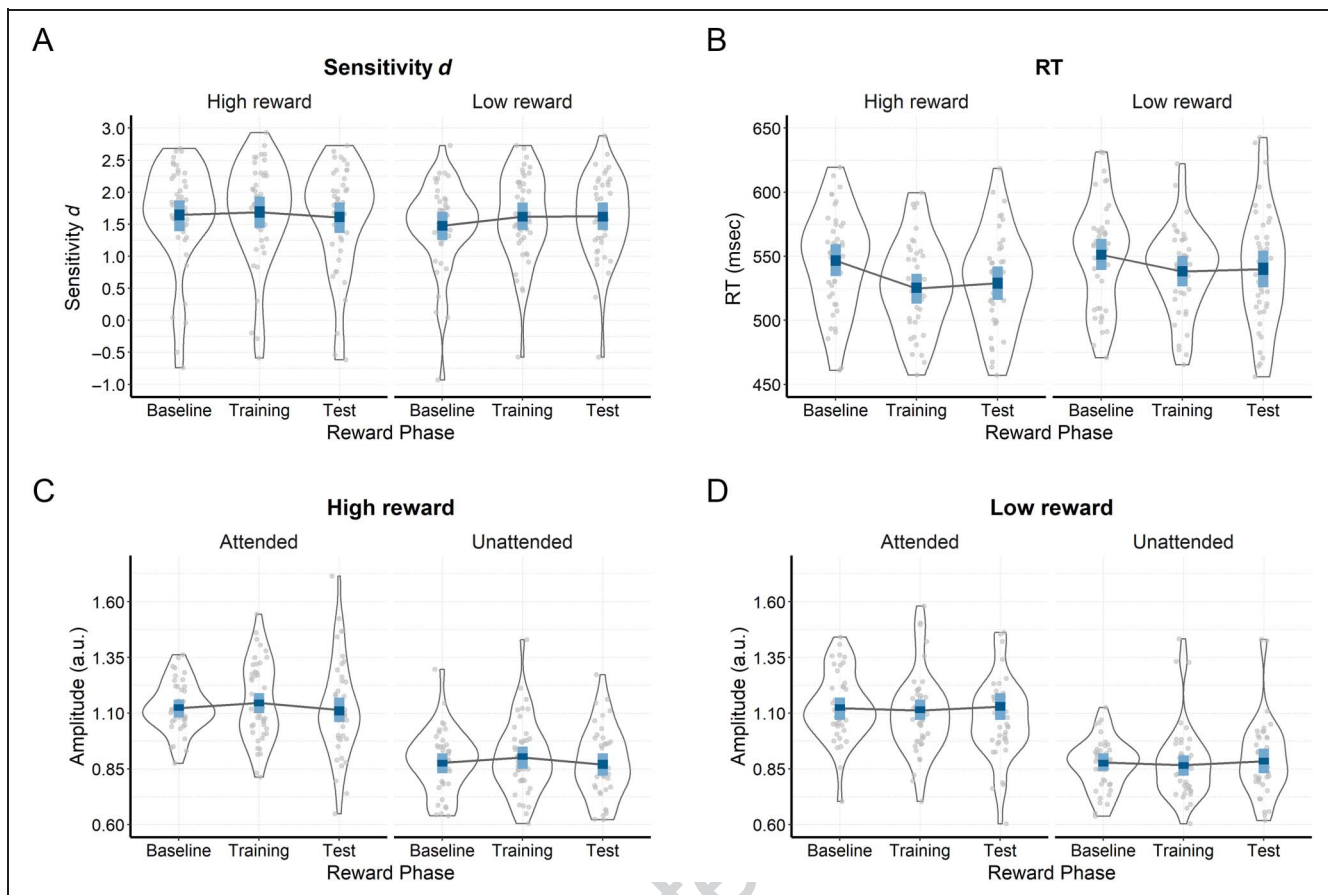 A
Sensitivity d
High reward Low reward
Sensitivity d
3.0
2.5
2.0
1.5
1.0
0.5
0.0
–0.5
–1.0
Baseline Training Test Baseline Training Test
Reward Phase
B
RT
High reward Low reward
RT (msec)
650
600
550
500
450
Baseline Training Test Baseline Training Test
Reward Phase
C
High reward
Attended Unattended
Amplitude (a.u.)
1.60
1.35
1.10
0.85
0.60
Baseline Training Test Baseline Training Test
Reward Phase
D
Low reward
Attended Unattended
Amplitude (a.u.)
1.60
1.35
1.10
0.85
0.60
Baseline Training Test Baseline Training Test
Reward Phase